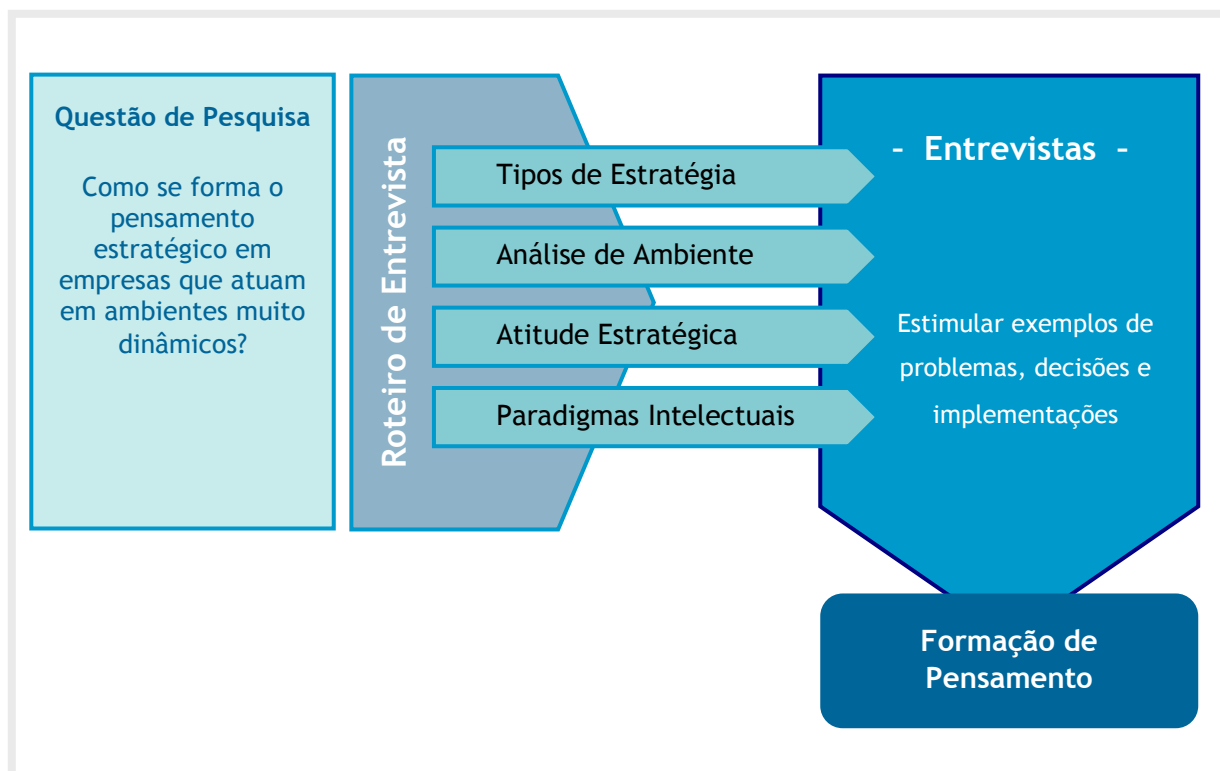 Questão de Pesquisa
Como se forma o
pensamento
estratégico em
empresas que atuam
em ambientes muito
dinâmicos?
Roteiro de Entrevista
Tipos de Estratégia
Análise de Ambiente
Atitude Estratégica
Paradigmas Intelectuais
- Entrevistas -
Estimular exemplos de
problemas, decisões e
implementações
Formação de
Pensamento